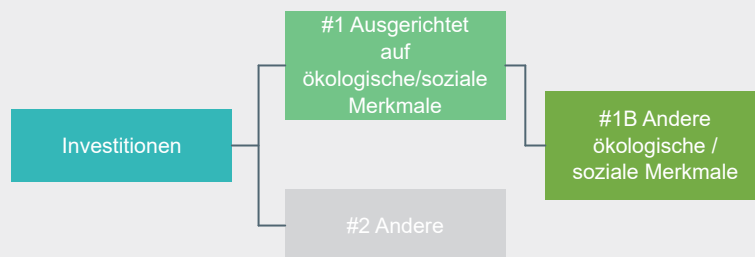 #1 Ausgerichtet
auf
ökologische/soziale
Merkmale
Investitionen
#1B Andere
ökologische /
soziale Merkmale
#2 Andere